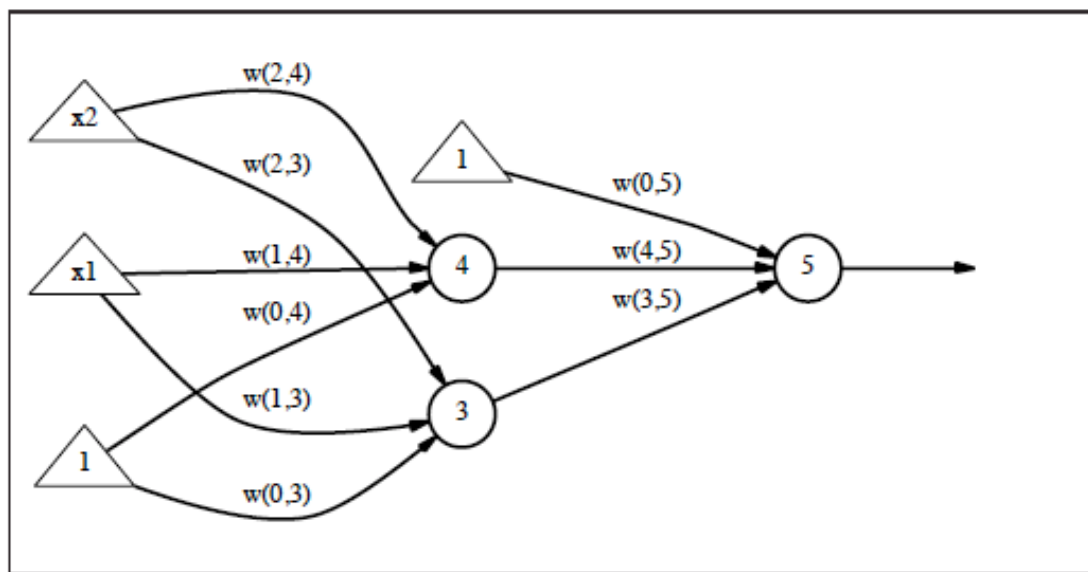 w(2,4)
x2
1
w(2,3)
w(0,5)
x1
w(1,4)
4
w(4,5)
5
w(0,4)
w(3,5)
w(1,3)
3
1
w(0,3)